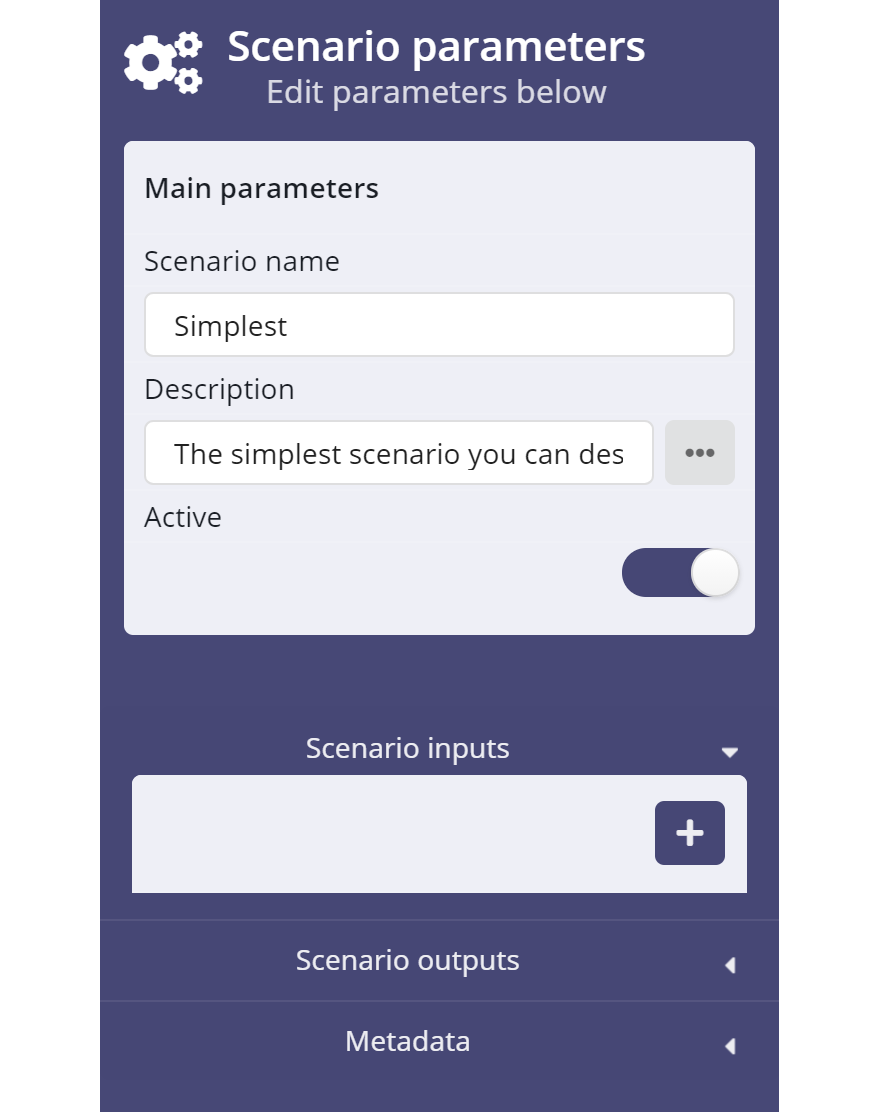 Scenario parameters
Edit parameters below
Main parameters
Scenario name
Simplest
Description
The simplest scenario you can des
Active
Scenario inputs
Scenario outputs
Metadata